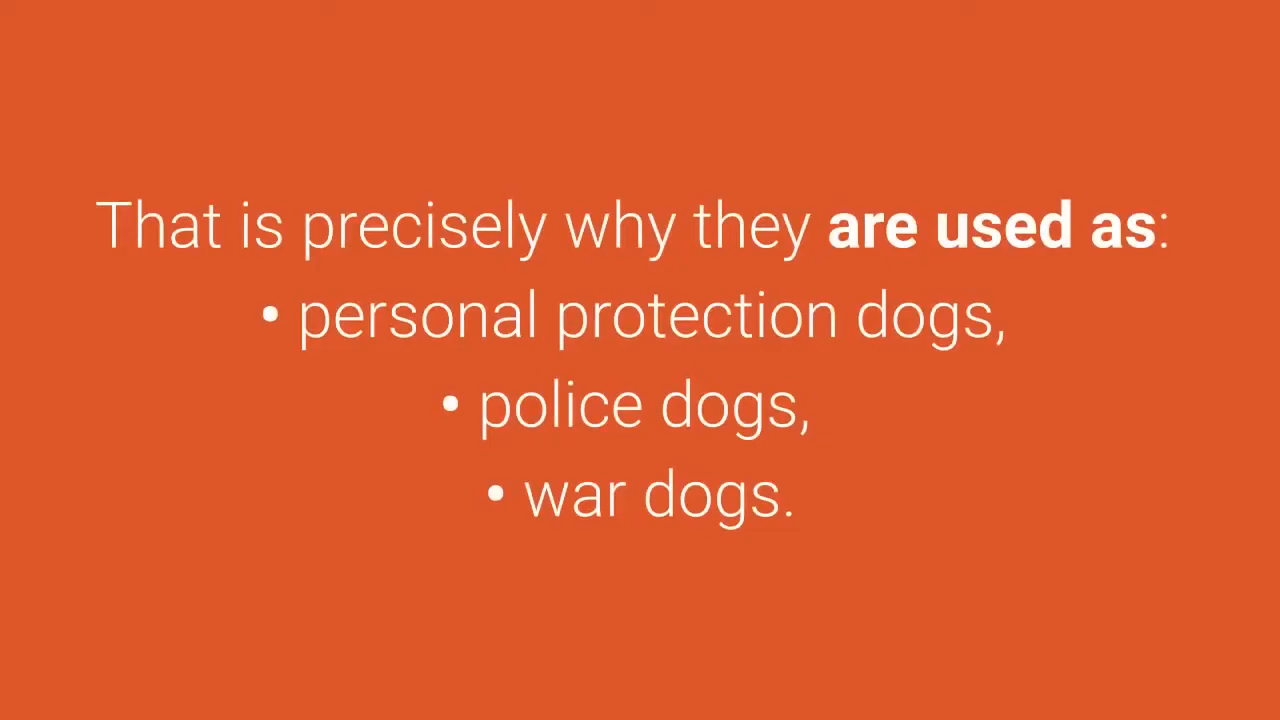 That is precisely why they are used as:
• personal protection dogs,
• police dogs,
• war dogs.